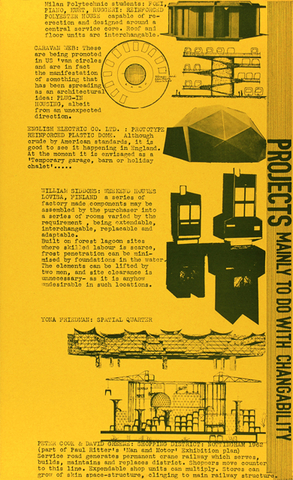 Milan Polytechnic students: FORI,
PIANO, RENT, RUGGERI: REINFORCED
POLYESTER HOUSE capable of re-
erection and designed around a
central service core. Roof and
floor units are interchangable.
CARAVAN WEB: These
are being promoted
in US 'van circles
and are in fact
the manifestation
of something that
has been spreading
as an architectural
idea: PLUG-IN
HOUSING, albeit
from an unexpected
direction.
ENGLISH ELECTRIC CO. LTD. : PROTOTYPE
REINFORCED PLASTIC DOME. Although
crude by American standards, it is
good to see it happening in England.
At the moment it is envisaged as a
'Temporary garage, barn or holiday
chalet'.....
PROJECTS MAINLY TO DO WITH CHANGABILITY
WILLIAM
LOVISA, FINLAND a series of
factory made components may be
assembled by the purchaser into
a series of rooms varied by the
requirement , being extendable,
interchangable, replacable and
adaptable.
Built on forest lagoon sites
where skilled labour is scarce,
frost penetration can be mini-
mised by foundations in the water.
The elements can be lifted by
two men, and site clearance is
unnecessary- as it is anyhow
undesirable in such locations.
YONA FRIEDMAN: SPATIAL QUARTER
PETER COOK & DAVID GREENE: SHOPPING DISTRICT: NOTTINGHAM 1962
(part of Paul Ritter's 'Man and Motor' Exhibition plan)
Service road generates permanent crane railway which serves,
builds, maintains and replaces district. Shoppers move counter
to this line. Expendable shop units can multiply. Stores can
grow of skin space-structure, clinging to main railway structure.